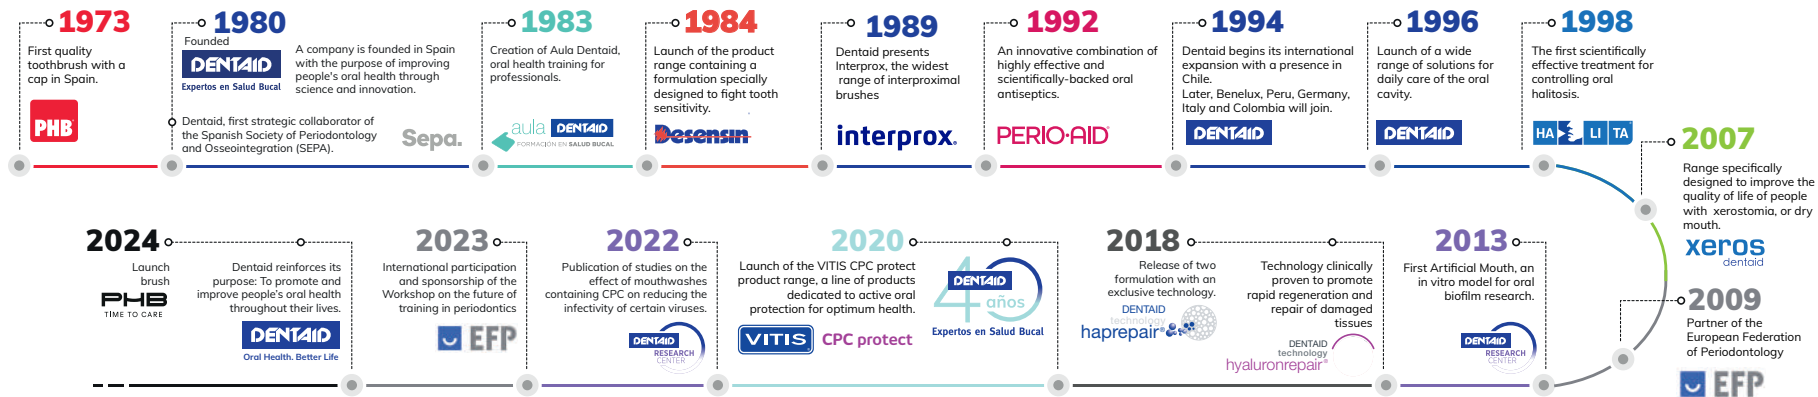 1973
First quality
toothbrush with a
cap in Spain.
PHB
1980
Founded
DENTAID
Expertos en Salud Bucal
A company is founded in Spain
with the purpose of improving
people's oral health through
science and innovation.
Dentaid, first strategic collaborator of
the Spanish Society of Periodontology
and Osseointegration (SEPA).
Sepa.
1983
Creation of Aula Dentaid,
oral health training for
professionals.
aula DENTAID
FORMACIÓN EN SALUD BUCAL
1984
Launch of the product
range containing a
formulation specially
designed to fight tooth
sensitivity.
Desensin
1989
Dentaid presents
Interprox, the widest
range of interproximal
brushes
interprox®
1992
An innovative combination of
highly effective and
scientifically-backed oral
antiseptics.
PERIO·AID®
1994
Dentaid begins its international
expansion with a presence in
Chile.
Later, Benelux, Peru, Germany,
Italy and Colombia will join.
DENTAID
1996
Launch of a wide
range of solutions for
daily care of the oral
cavity.
DENTAID
1998
The first scientifically
effective treatment for
controlling oral
halitosis.
HALITA
2007
Range specifically
designed to improve the
quality of life of people
with xerostomia, or dry
mouth.
xeros
dentaid
2009
Partner of the
European Federation
of Periodontology
EFP
2013
First Artificial Mouth, an
in vitro model for oral
biofilm research.
DENTAID
RESEARCH
CENTER
2018
Release of two
formulation with an
exclusive technology.
DENTAID
technology
haprepair®
Technology clinically
proven to promote
rapid regeneration and
repair of damaged
tissues
DENTAID
technology
hyaluronrepair®
2020
Launch of the VITIS CPC protect
product range, a line of products
dedicated to active oral
protection for optimum health.
VITIS CPC protect
40
DENTAID
años
Expertos en Salud Bucal
2022
Publication of studies on the
effect of mouthwashes
containing CPC on reducing the
infectivity of certain viruses.
DENTAID
RESEARCH
CENTER
2023
International participation
and sponsorship of the
Workshop on the future of
training in periodontics
EFP
2024
Launch
brush
PHB
TIME TO CARE
Dentaid reinforces its
purpose: To promote and
improve people's oral health
throughout their lives.
DENTAID
Oral Health. Better Life